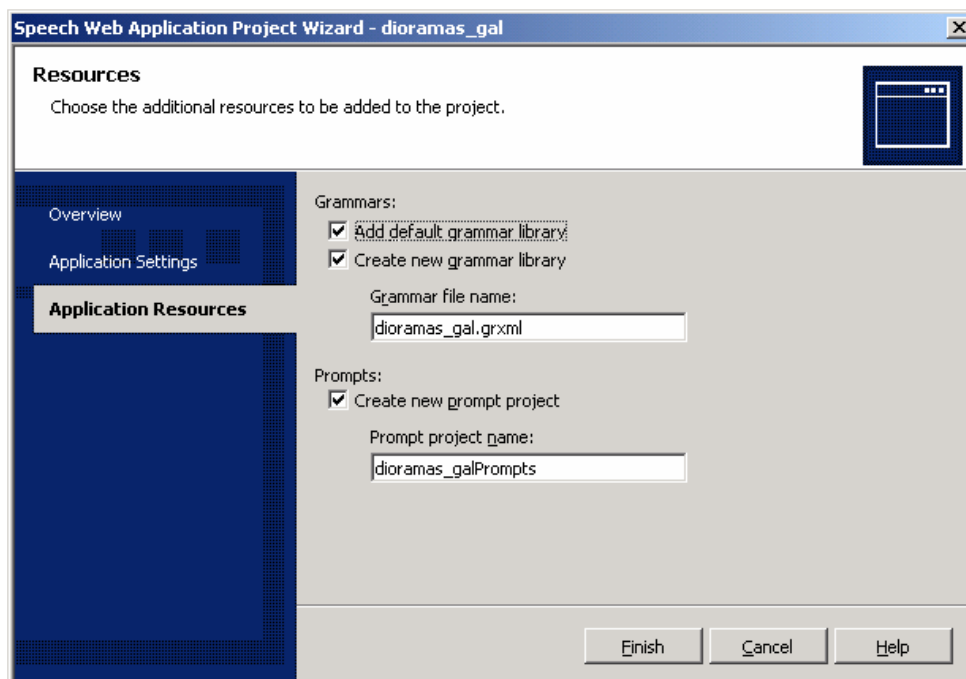 Speech Web Application Project Wizard - dioramas_gal
Resources
Choose the additional resources to be added to the project.
Overview
Application Settings
Application Resources
Grammars:
Add default grammar library
Create new grammar library
Grammar file name:
dioramas_gal.grxml
Prompts:
Create new prompt project
Prompt project name:
dioramas_galPrompts
Finish
Cancel
Help